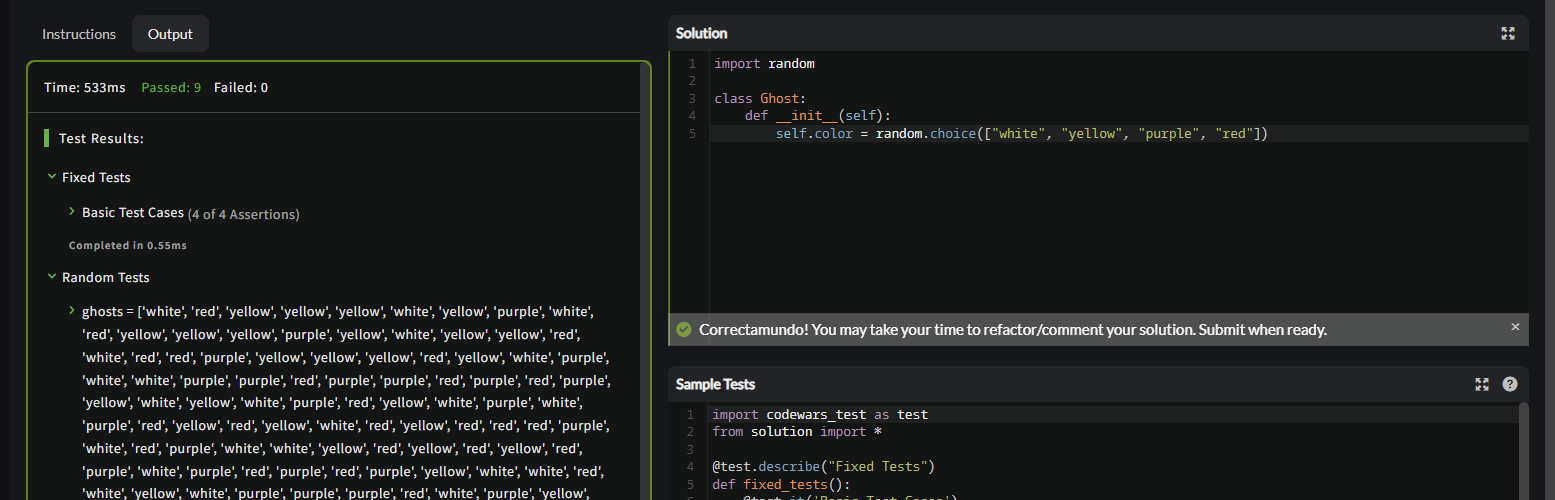 Instructions
Output
Time: 533ms Passed: 9 Failed: 0
Test Results:
Fixed Tests
Basic Test Cases (4 of 4 Assertions)
Completed in 0.55ms
Random Tests
ghosts = ['white', 'red', 'yellow', 'yellow', 'yellow', 'white', 'yellow', 'purple', 'white',
'red', 'yellow', 'yellow', 'yellow', 'purple', 'yellow', 'white', 'yellow', 'yellow', 'red',
'white', 'red', 'red', 'purple', 'yellow', 'yellow', 'yellow', 'red', 'yellow', 'white', 'purple',
'white', 'white', 'purple', 'purple', 'red', 'purple', 'purple', 'red', 'purple', 'red', 'purple',
'yellow', 'white', 'yellow', 'white', 'purple', 'red', 'yellow', 'white', 'purple', 'white',
'purple', 'red', 'yellow', 'red', 'yellow', 'white', 'red', 'yellow', 'red', 'red', 'red', 'purple',
'white', 'red', 'purple', 'white', 'white', 'yellow', 'red', 'yellow', 'red', 'yellow', 'red',
'purple', 'white', 'purple', 'red', 'purple', 'red', 'purple', 'yellow', 'white', 'white', 'red',
'white', 'yellow', 'white', 'purple', 'purple', 'purple', 'red', 'white', 'purple', 'yellow',
Solution
1 import random
2
3 class Ghost:
4 def __init__(self):
5 self.color = random.choice(["white", "yellow", "purple", "red"])
Correctamundo! You may take your time to refactor/comment your solution. Submit when ready.
×
Sample Tests
?
1 import codewars_test as test
2 from solution import *
3
4 @test.describe("Fixed Tests")
5 def fixed_tests():
@test.it('Basic Test Cases')